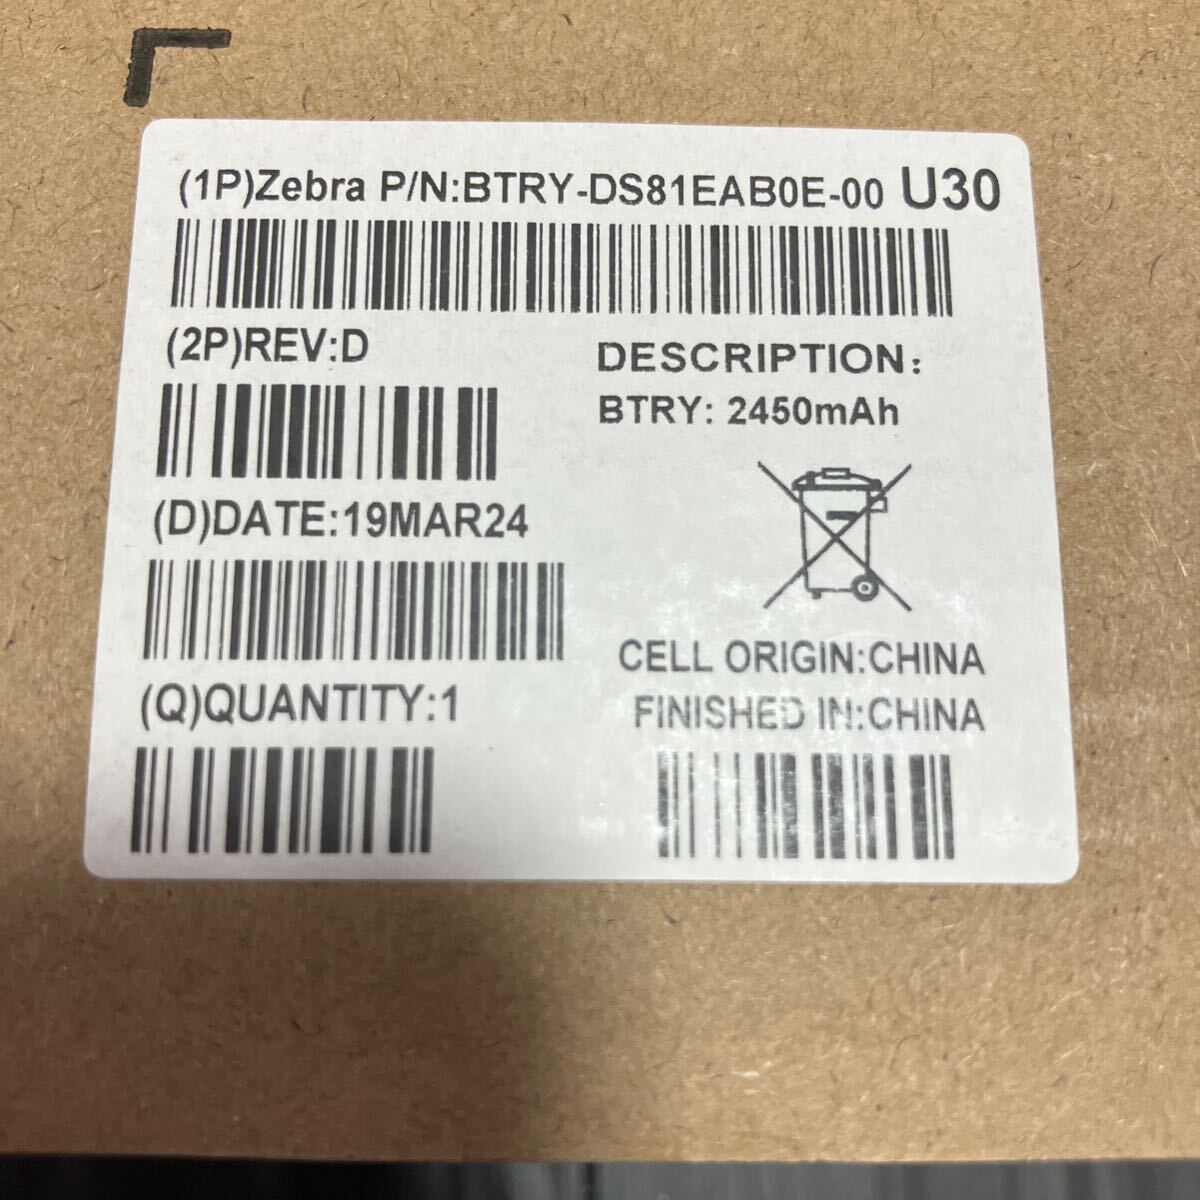 (1P)Zebra P/N:BTRY-DS81EAB0E-00 U30
(2P)REV:D
DESCRIPTION:
BTRY: 2450mAh
(D)DATE:19MAR24
CELL ORIGIN:CHINA
(Q)QUANTITY:1
FINISHED IN:CHINA